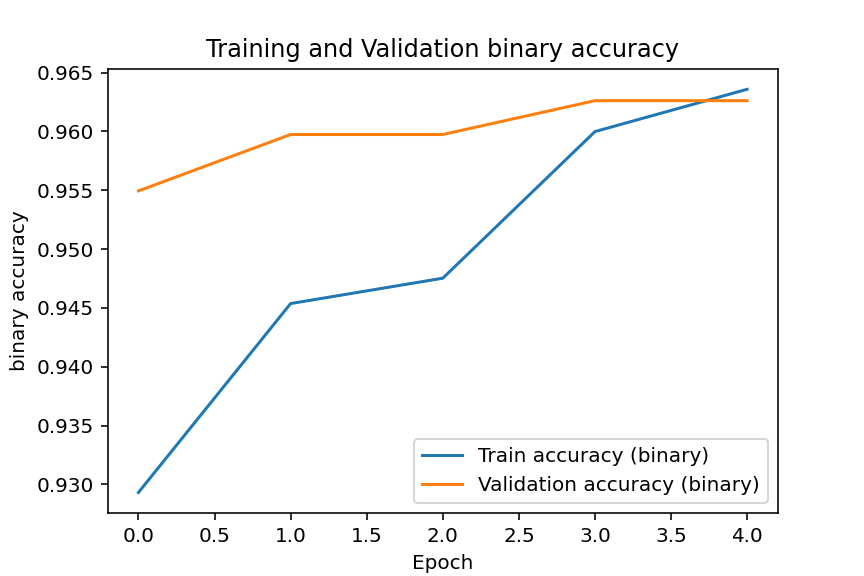 Training and Validation binary accuracy
0.965
0.960
0.955
0.950
0.945
0.940
0.935
0.930
binary accuracy
Train accuracy (binary)
Validation accuracy (binary)
0.0 0.5 1.0 1.5 2.0 2.5 3.0 3.5 4.0
Epoch